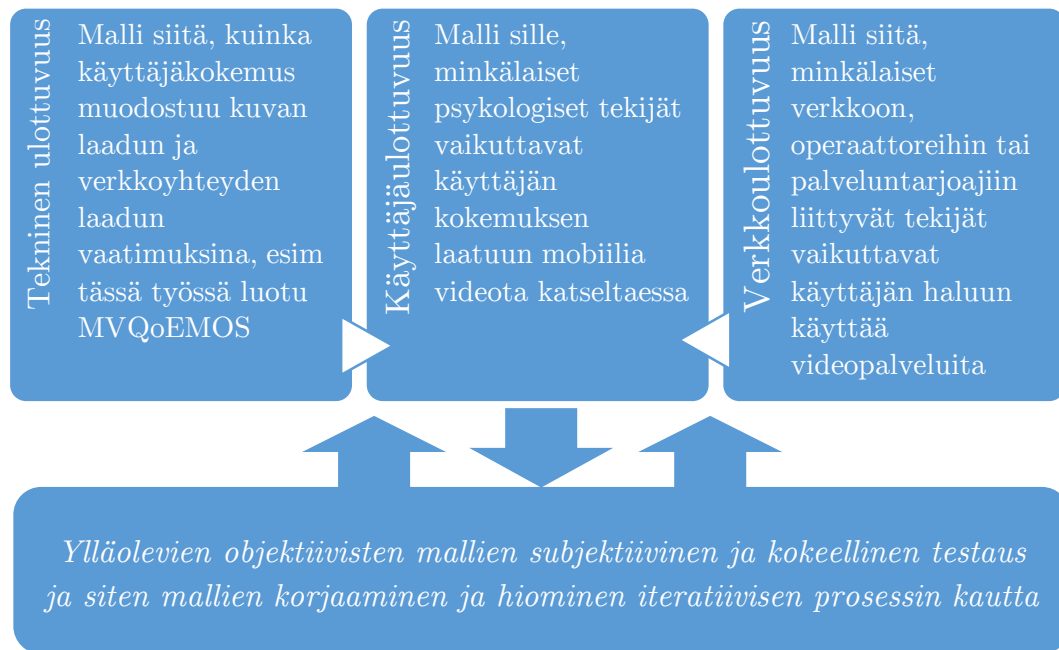 Tekninen ulottuvuus
Malli siitä, kuinka
käyttäjäkokemus
muodostuu kuvan
laadun ja
verkkoyhteyden
laadun
vaatimuksina, esim
tässä työssä luotu
MVQoEMOS
Käyttäjäulottuvuus
Malli sille,
minkälaiset
psykologiset tekijät
vaikuttavat
käyttäjän
kokemuksen
laatuun mobiilia
videota katseltaessa
Verkkoulottuvuus
Malli siitä,
minkälaiset
verkkoon,
operaattoreihin tai
palveluntarjoajiin
liittyvät tekijät
vaikuttavat
käyttäjän haluun
käyttää
videopalveluita
Ylläolevien objektiivisten mallien subjektiivinen ja kokeellinen testaus
ja siten mallien korjaaminen ja hiominen iteratiivisen prosessin kautta